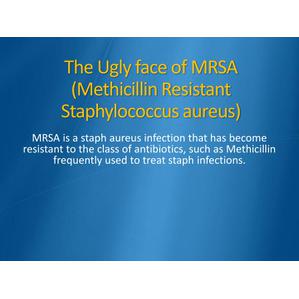 The Ugly face of MRSA
(Methicillin Resistant
Staphylococcus aureus)
MRSA is a staph aureus infection that has become
resistant to the class of antibiotics, such as Methicillin
frequently used to treat staph infections.